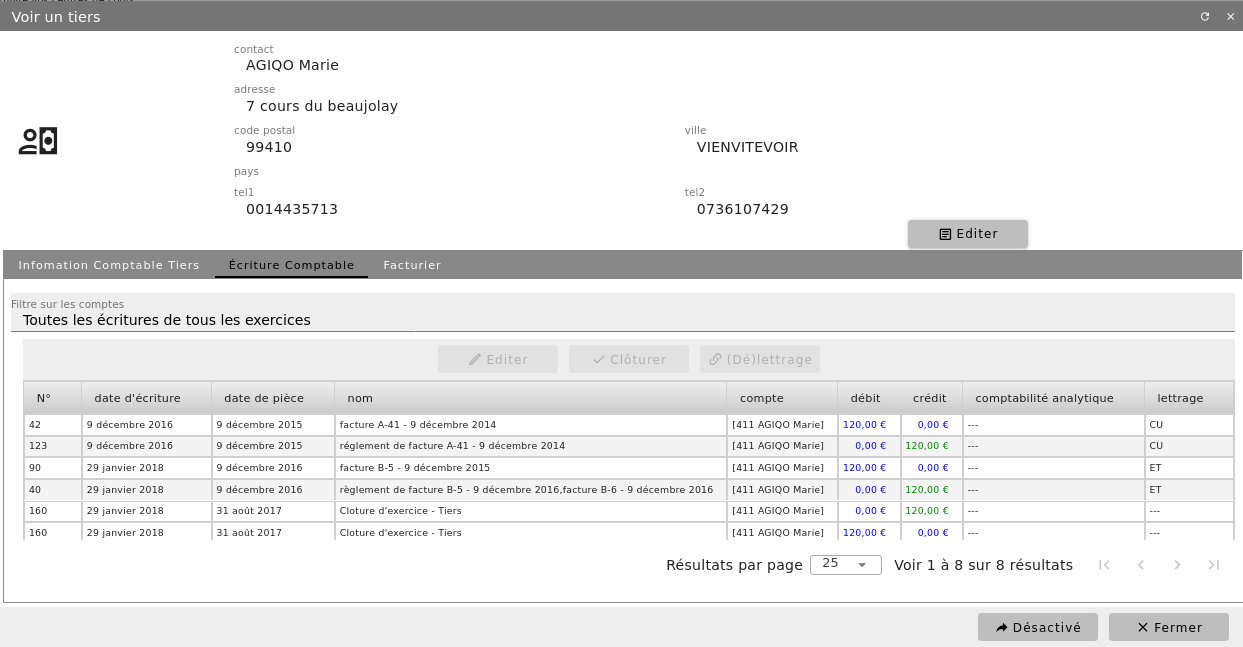 Voir un tiers
contact
AGIQO Marie
adresse
7 cours du beaujolay
code postal ville
99410 VIENVITEVOIR
pays
tel1 tel2
0014435713 0736107429
Editer
Infomation Comptable Tiers Écriture Comptable Facturier
Filtre sur les comptes
Toutes les écritures de tous les exercices
Editer Clôturer (Dé)lettrage
N° date d'écriture date de pièce nom compte débit crédit comptabilité analytique lettrage
42 9 décembre 2016 9 décembre 2015 facture A-41 - 9 décembre 2014 [411 AGIQO Marie] 120,00 € 0,00 € --- CU
123 9 décembre 2016 9 décembre 2015 réglement de facture A-41 - 9 décembre 2014 [411 AGIQO Marie] 0,00 € 120,00 € --- CU
90 29 janvier 2018 9 décembre 2016 facture B-5 - 9 décembre 2015 [411 AGIQO Marie] 120,00 € 0,00 € --- ET
40 29 janvier 2018 9 décembre 2016 règlement de facture B-5 - 9 décembre 2016,facture B-6 - 9 décembre 2016 [411 AGIQO Marie] 0,00 € 120,00 € --- ET
160 29 janvier 2018 31 août 2017 Cloture d'exercice - Tiers [411 AGIQO Marie] 0,00 € 120,00 € --- ---
160 29 janvier 2018 31 août 2017 Cloture d'exercice - Tiers [411 AGIQO Marie] 120,00 € 0,00 € --- ---
Résultats par page 25 Voir 1 à 8 sur 8 résultats
Désactivé Fermer